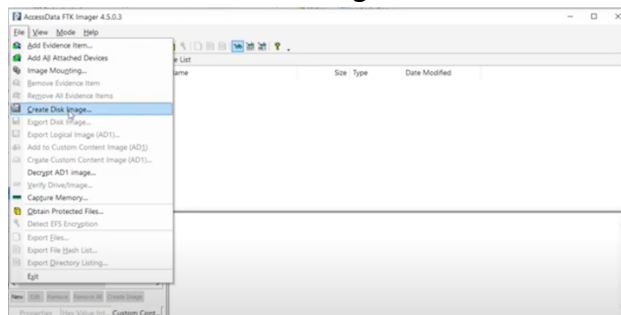 AccessData FTK Imager 4.5.0.3
File View Mode Help
Add Evidence Item...
Add All Attached Devices
Image Mounting...
Remove Evidence Item
Remove All Evidence Items
Create Disk Image...
Export Disk Image...
Export Logical Image (AD1)...
Add to Custom Content Image (AD1)
Create Custom Content Image (AD1)...
Decrypt AD1 image...
Verify Drive/Image...
Capture Memory...
Obtain Protected Files...
Detect EFS Encryption
Export Files...
Export File Hash List...
Export Directory Listing...
Exit
e List
ame Size Type Date Modified
New Edit Remove Remove All Create Image
Properties Hex Value Int... Custom Cont...